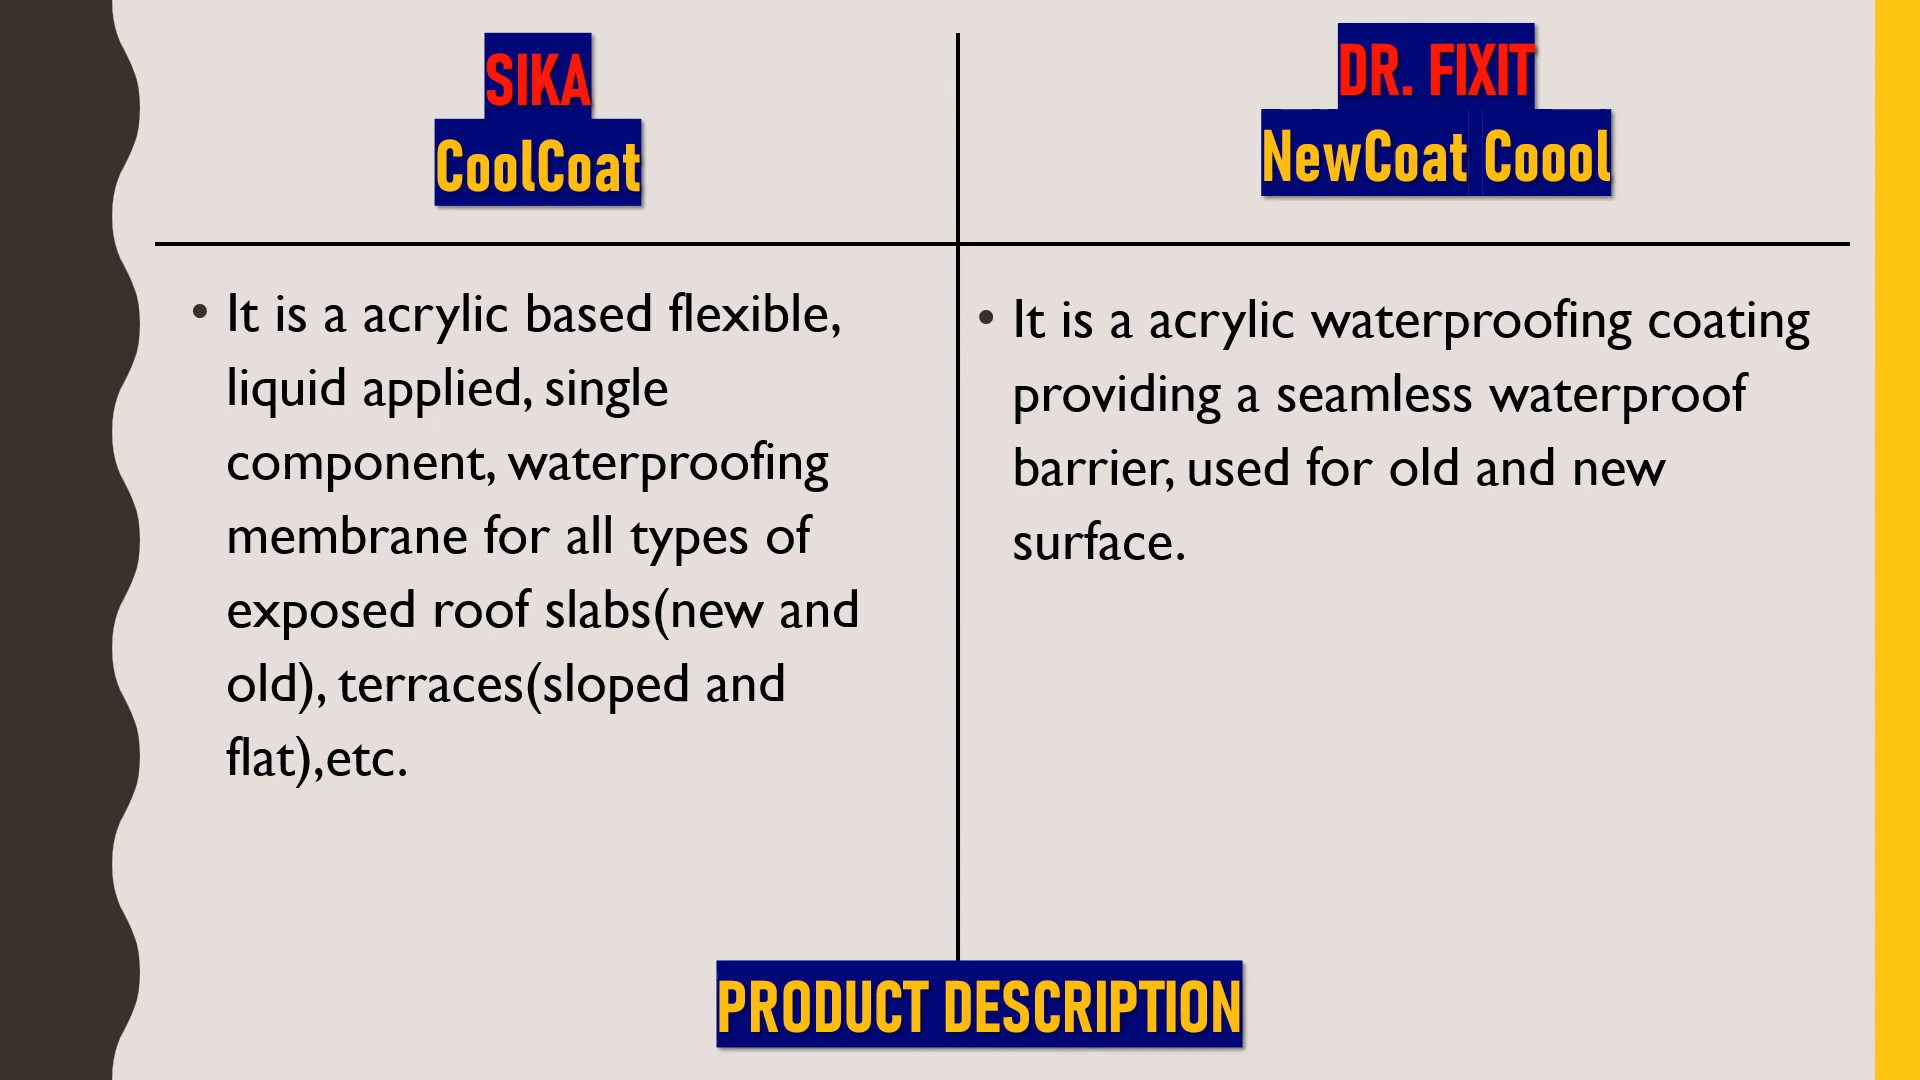 SIKA
CoolCoat
DR. FIXIT
NewCoat Coool
• It is a acrylic based flexible,
liquid applied, single
component, waterproofing
membrane for all types of
exposed roof slabs(new and
old), terraces(sloped and
flat),etc.
• It is a acrylic waterproofing coating
providing a seamless waterproof
barrier, used for old and new
surface.
PRODUCT DESCRIPTION